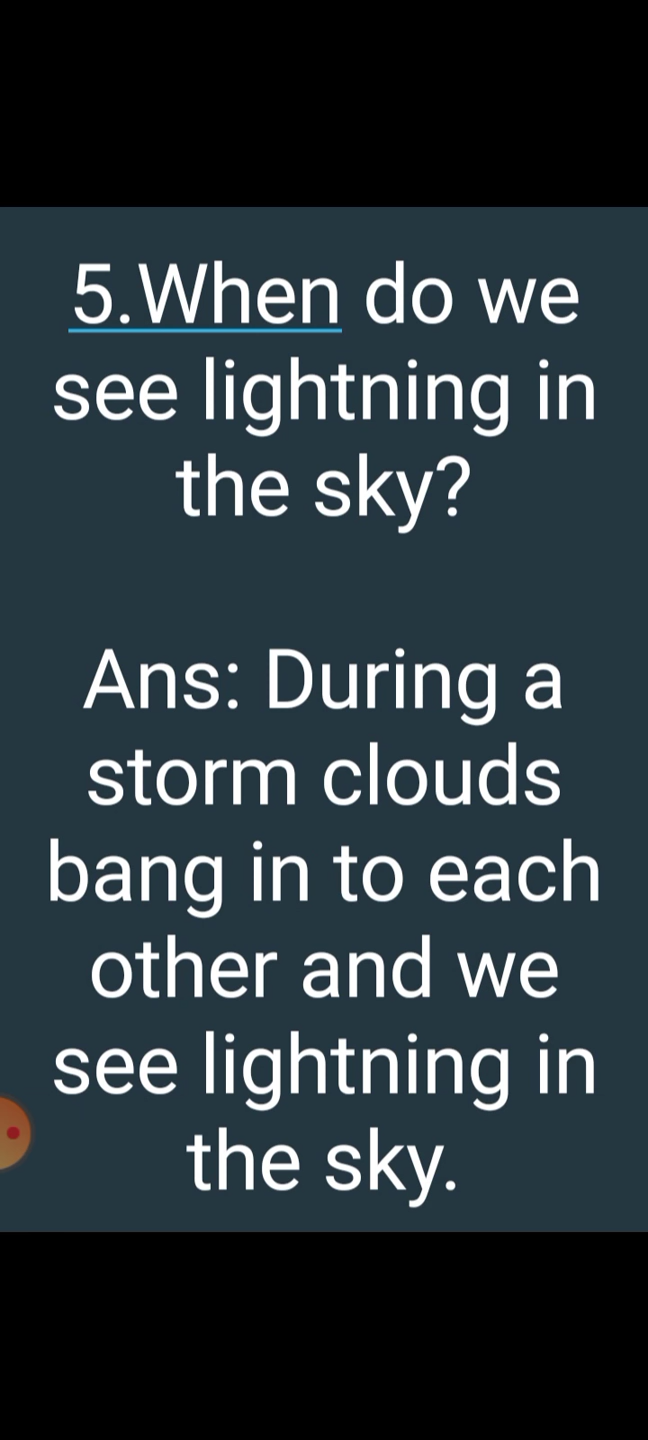 5.When do we
see lightning in
the sky?
Ans: During a
storm clouds
bang in to each
other and we
see lightning in
the sky.